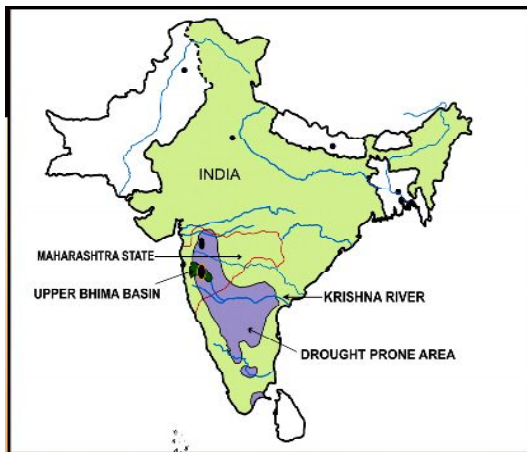 INDIA
MAHARASHTRA STATE
UPPER BHIMA BASIN
KRISHNA RIVER
DROUGHT PRONE AREA